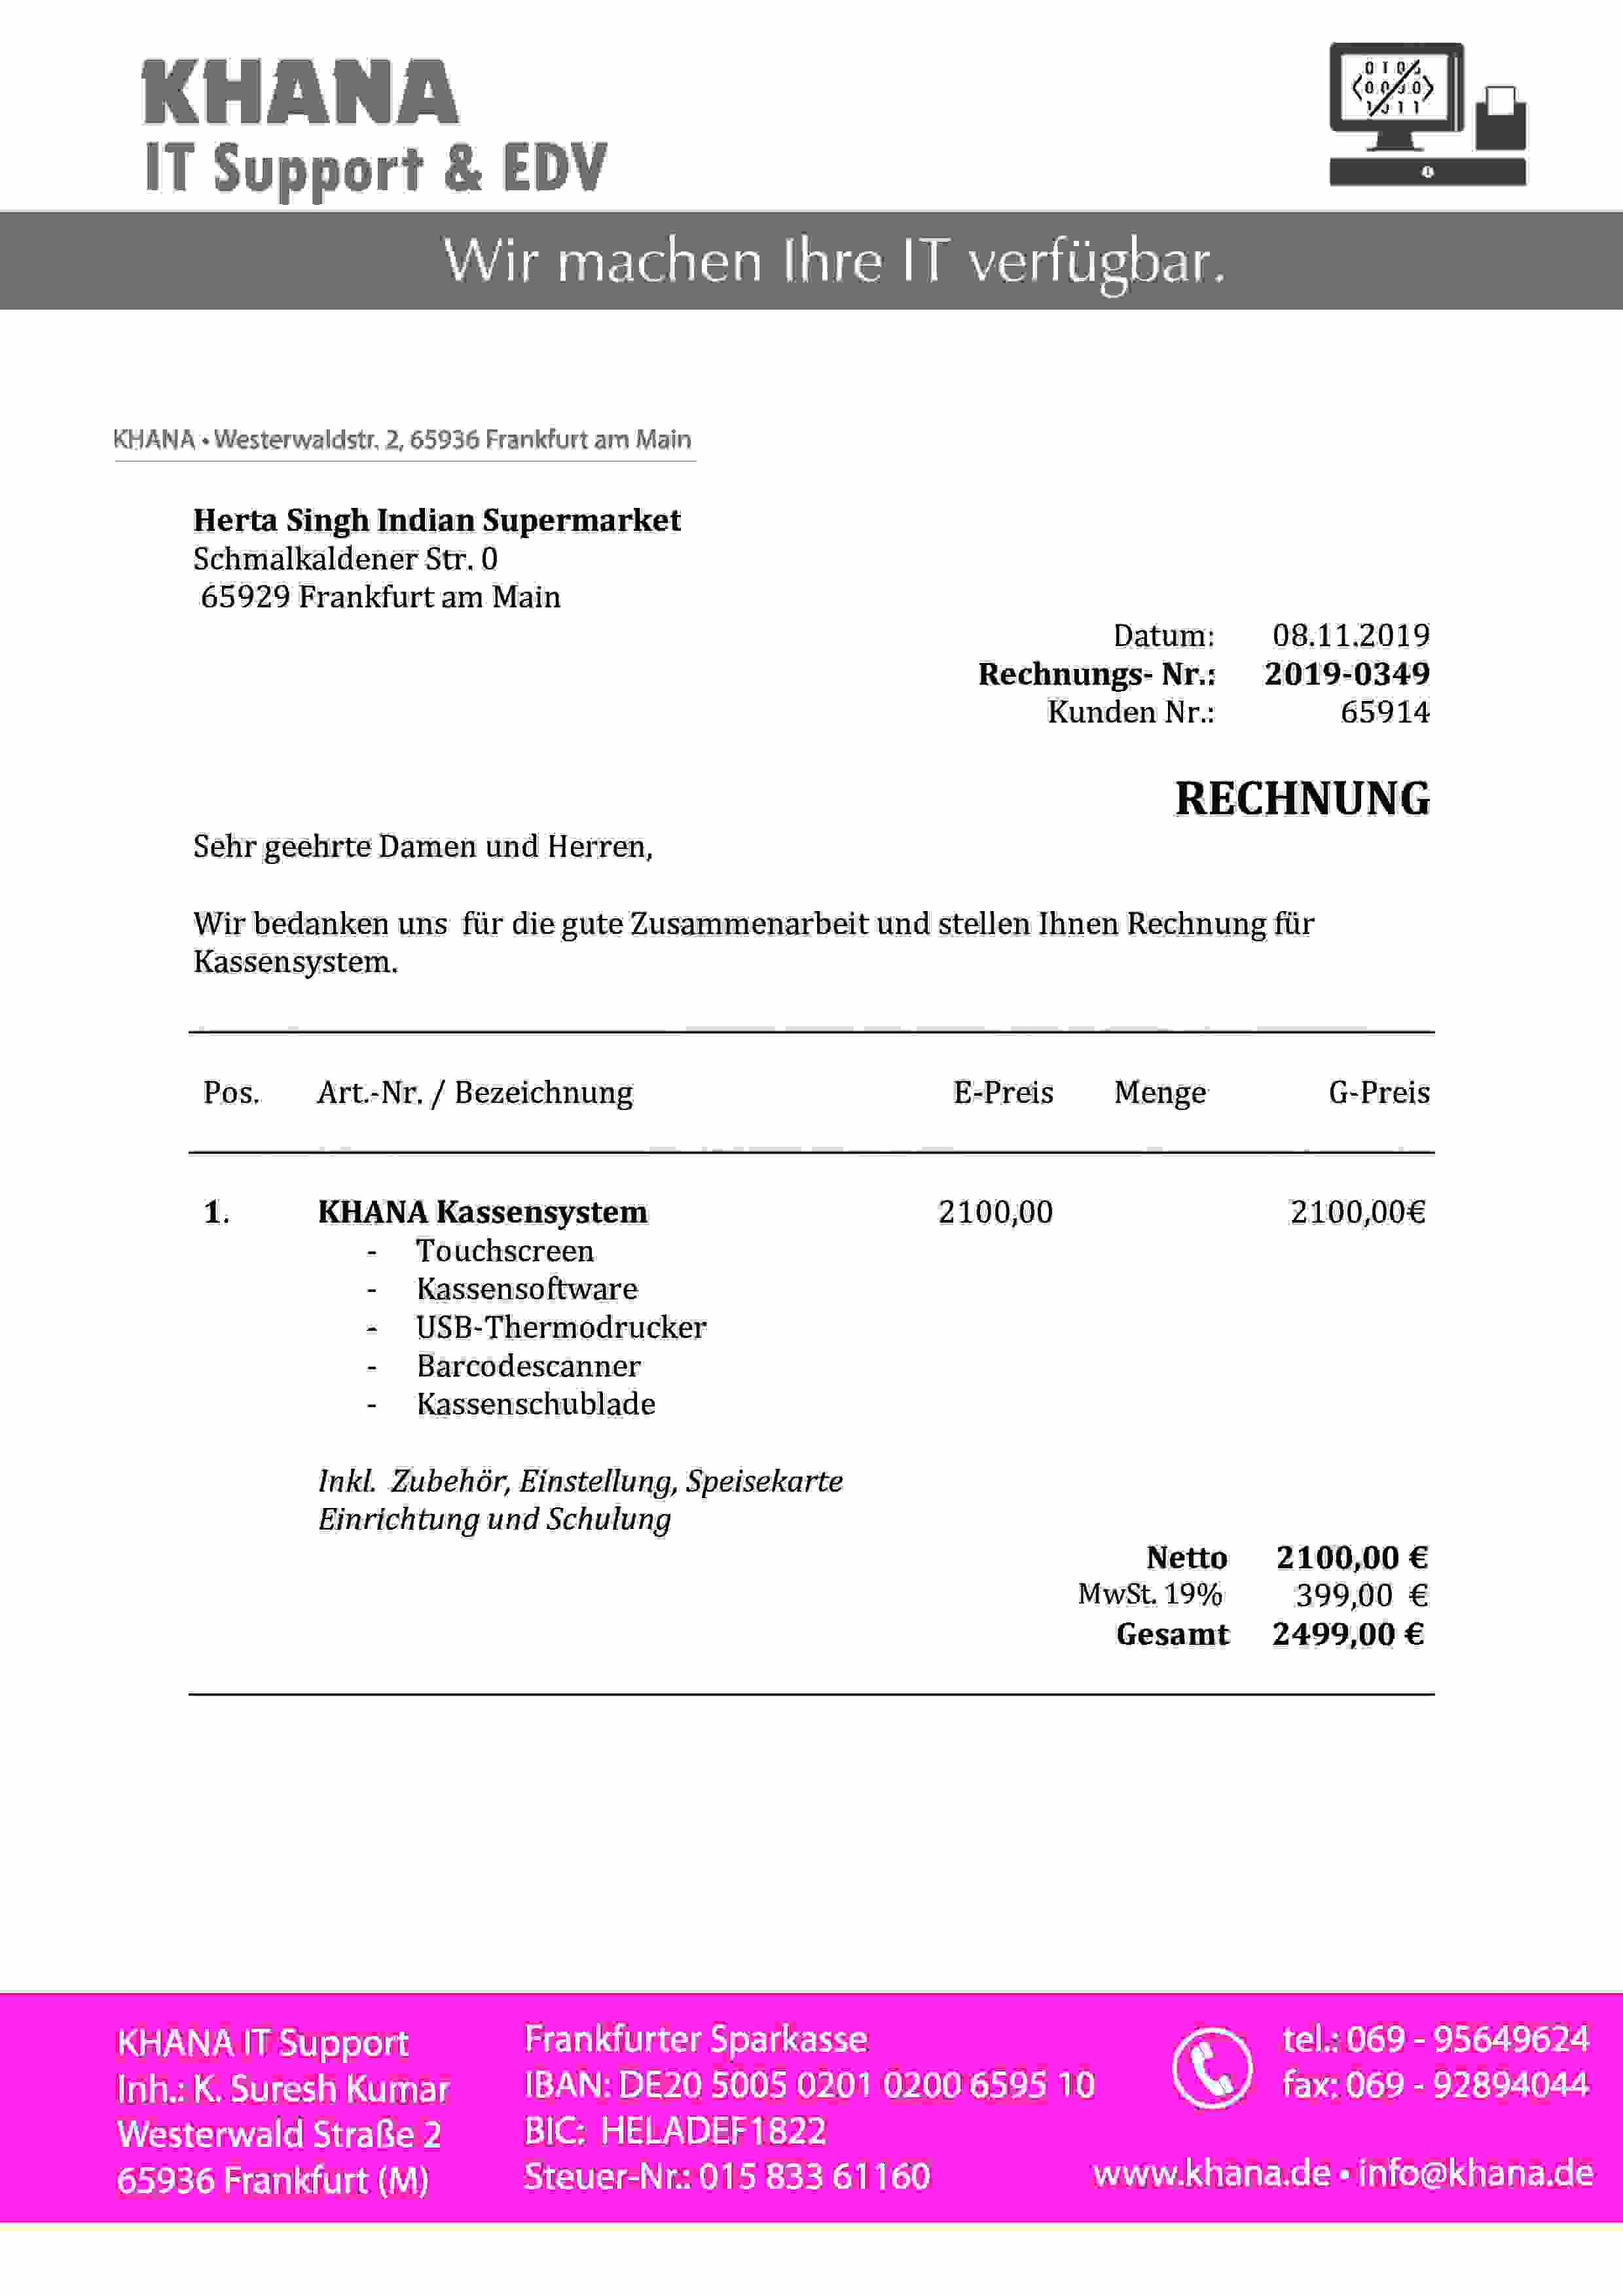 KHANA
IT Support & EDV
Wir machen Ihre IT verfügbar.
KHANA • Westerwaldstr. 2, 65936 Frankfurt am Main
Herta Singh Indian Supermarket
Schmalkaldener Str. 0
65929 Frankfurt am Main
Datum: 08.11.2019
Rechnungs- Nr.: 2019-0349
Kunden Nr.: 65914
RECHNUNG
Sehr geehrte Damen und Herren,
Wir bedanken uns für die gute Zusammenarbeit und stellen Ihnen Rechnung für
Kassensystem.
Pos. Art.-Nr. / Bezeichnung E-Preis Menge G-Preis
1. KHANA Kassensystem 2100,00 2100,00€
- Touchscreen
- Kassensoftware
- USB-Thermodrucker
- Barcodescanner
- Kassenschublade
Inkl. Zubehör, Einstellung, Speisekarte
Einrichtung und Schulung
Netto 2100,00 €
MwSt. 19% 399,00 €
Gesamt 2499,00 €
KHANA IT Support
Inh.: K. Suresh Kumar
Westerwald Straße 2
65936 Frankfurt (M)
Frankfurter Sparkasse
IBAN: DE20 5005 0201 0200 6595 10
BIC: HELADEF1822
Steuer-Nr.: 015 833 61160
tel.: 069 - 95649624
fax: 069 - 92894044
www.khana.de • info@khana.de